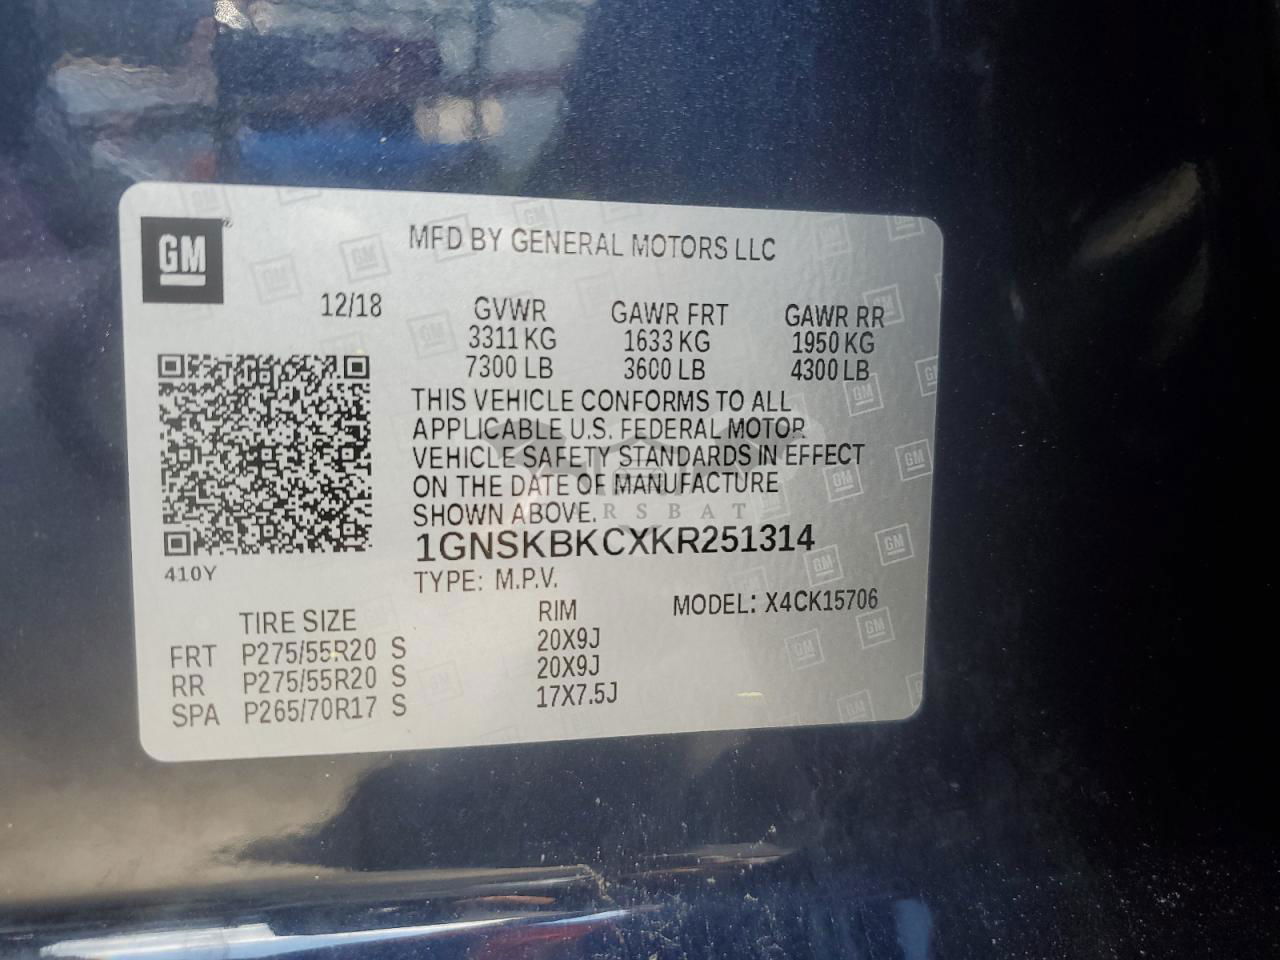 GM
MFD BY GENERAL MOTORS LLC
12/18 GVWR GAWR FRT GAWR RR
3311 KG 1633 KG 1950 KG
7300 LB 3600 LB 4300 LB
THIS VEHICLE CONFORMS TO ALL
APPLICABLE U.S. FEDERAL MOTOR
VEHICLE SAFETY STANDARDS IN EFFECT
ON THE DATE OF MANUFACTURE
SHOWN ABOVE.
1GNSKBKCXKR251314
410Y
TYPE: M.P.V.
MODEL: X4CK15706
TIRE SIZE RIM
FRT P275/55R20 S 20X9J
RR P275/55R20 S 20X9J
SPA P265/70R17 S 17X7.5J